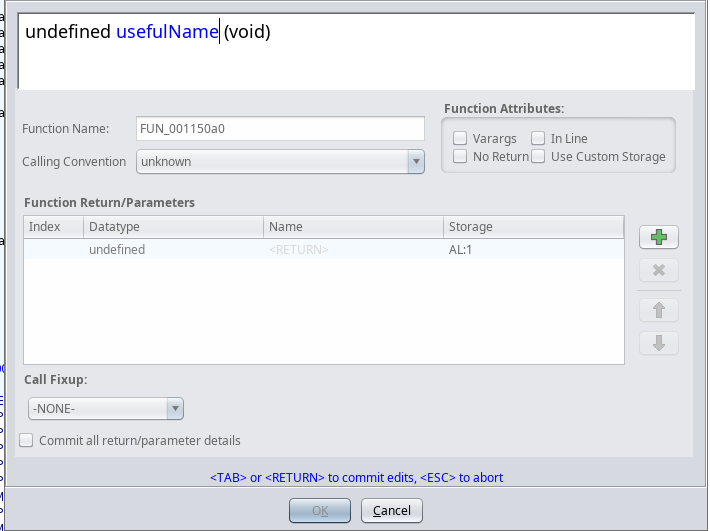 undefined usefulName (void)
Function Attributes:
Function Name: FUN_001150a0
Varargs In Line
Calling Convention unknown
No Return Use Custom Storage
Function Return/Parameters
Index Datatype Name Storage
undefined <RETURN> AL:1
Call Fixup:
-NONE-
Commit all return/parameter details
<TAB> or <RETURN> to commit edits, <ESC> to abort
OK Cancel